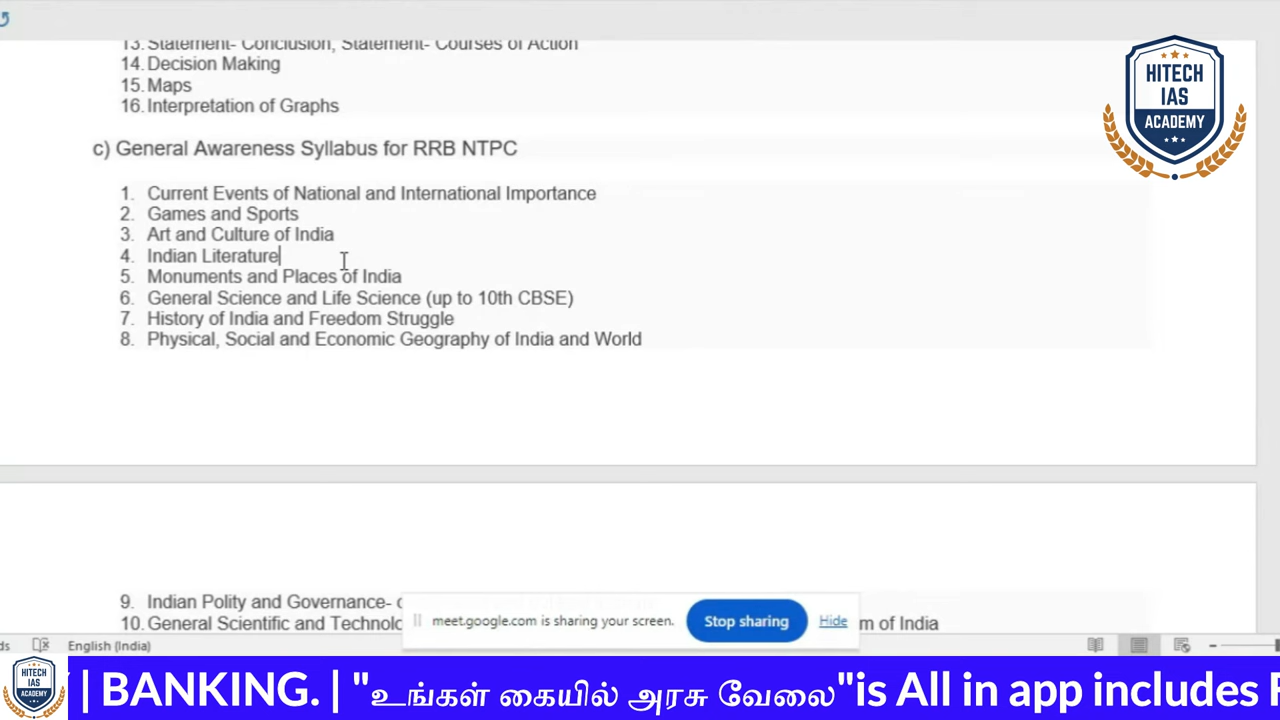 13. Statement- Conclusion, Statement- Courses of Action
14. Decision Making
15. Maps
16. Interpretation of Graphs
c) General Awareness Syllabus for RRB NTPC
1. Current Events of National and International Importance
2. Games and Sports
3. Art and Culture of India
4. Indian Literature
5. Monuments and Places of India
6. General Science and Life Science (up to 10th CBSE)
7. History of India and Freedom Struggle
8. Physical, Social and Economic Geography of India and World
9. Indian Polity and Governance-
10. General Scientific and Technolo m of India
meet.google.com is sharing your screen. Stop sharing Hide
English (India)
HITECH
IAS
ACADEMY
HITECH
IAS
ACADEMY
| BANKING. | "உங்கள் கையில் அரசு வேலை"is All in app includes